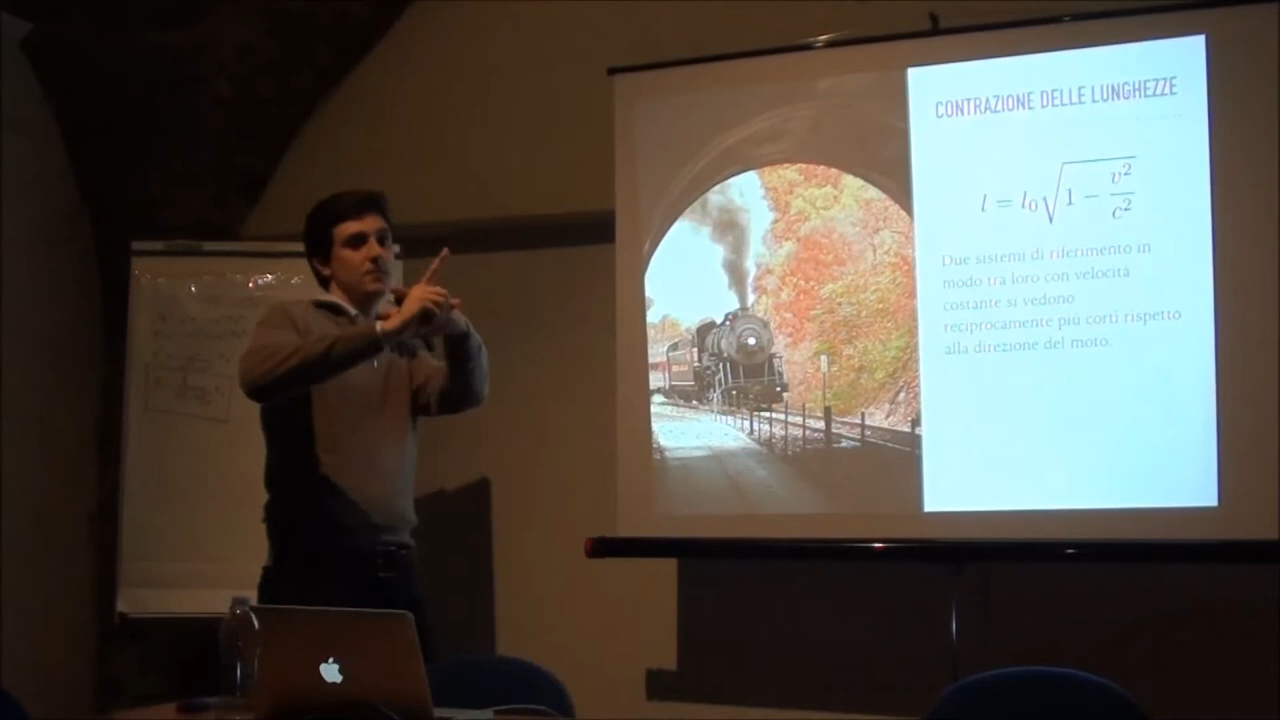 CONTRAZIONE DELLE LUNGHEZZE
l = l₀√(1 − v²/c²)
Due sistemi di riferimento in
modo tra loro con velocità
costante si vedono
reciprocamente più corti rispetto
alla direzione del moto.